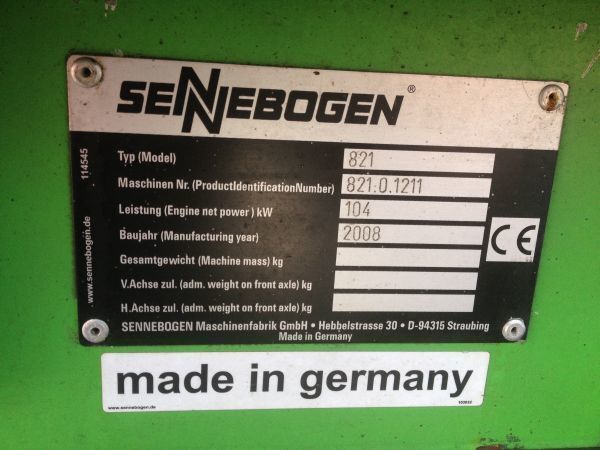 SENNEBOGEN ®
Typ (Model) 821
Maschinen Nr. (ProductIdentificationNumber) 821.0.1211
Leistung (Engine net power) kW 104
Baujahr (Manufacturing year) 2008
Gesamtgewicht (Machine mass) kg
V.Achse zul. (adm. weight on front axle) kg
H.Achse zul. (adm. weight on front axle) kg
SENNEBOGEN Maschinenfabrik GmbH • Hebbelstrasse 30 • D-94315 Straubing
Made in Germany
CE
114545
www.sennebogen.de
made in germany
www.sennebogen.de